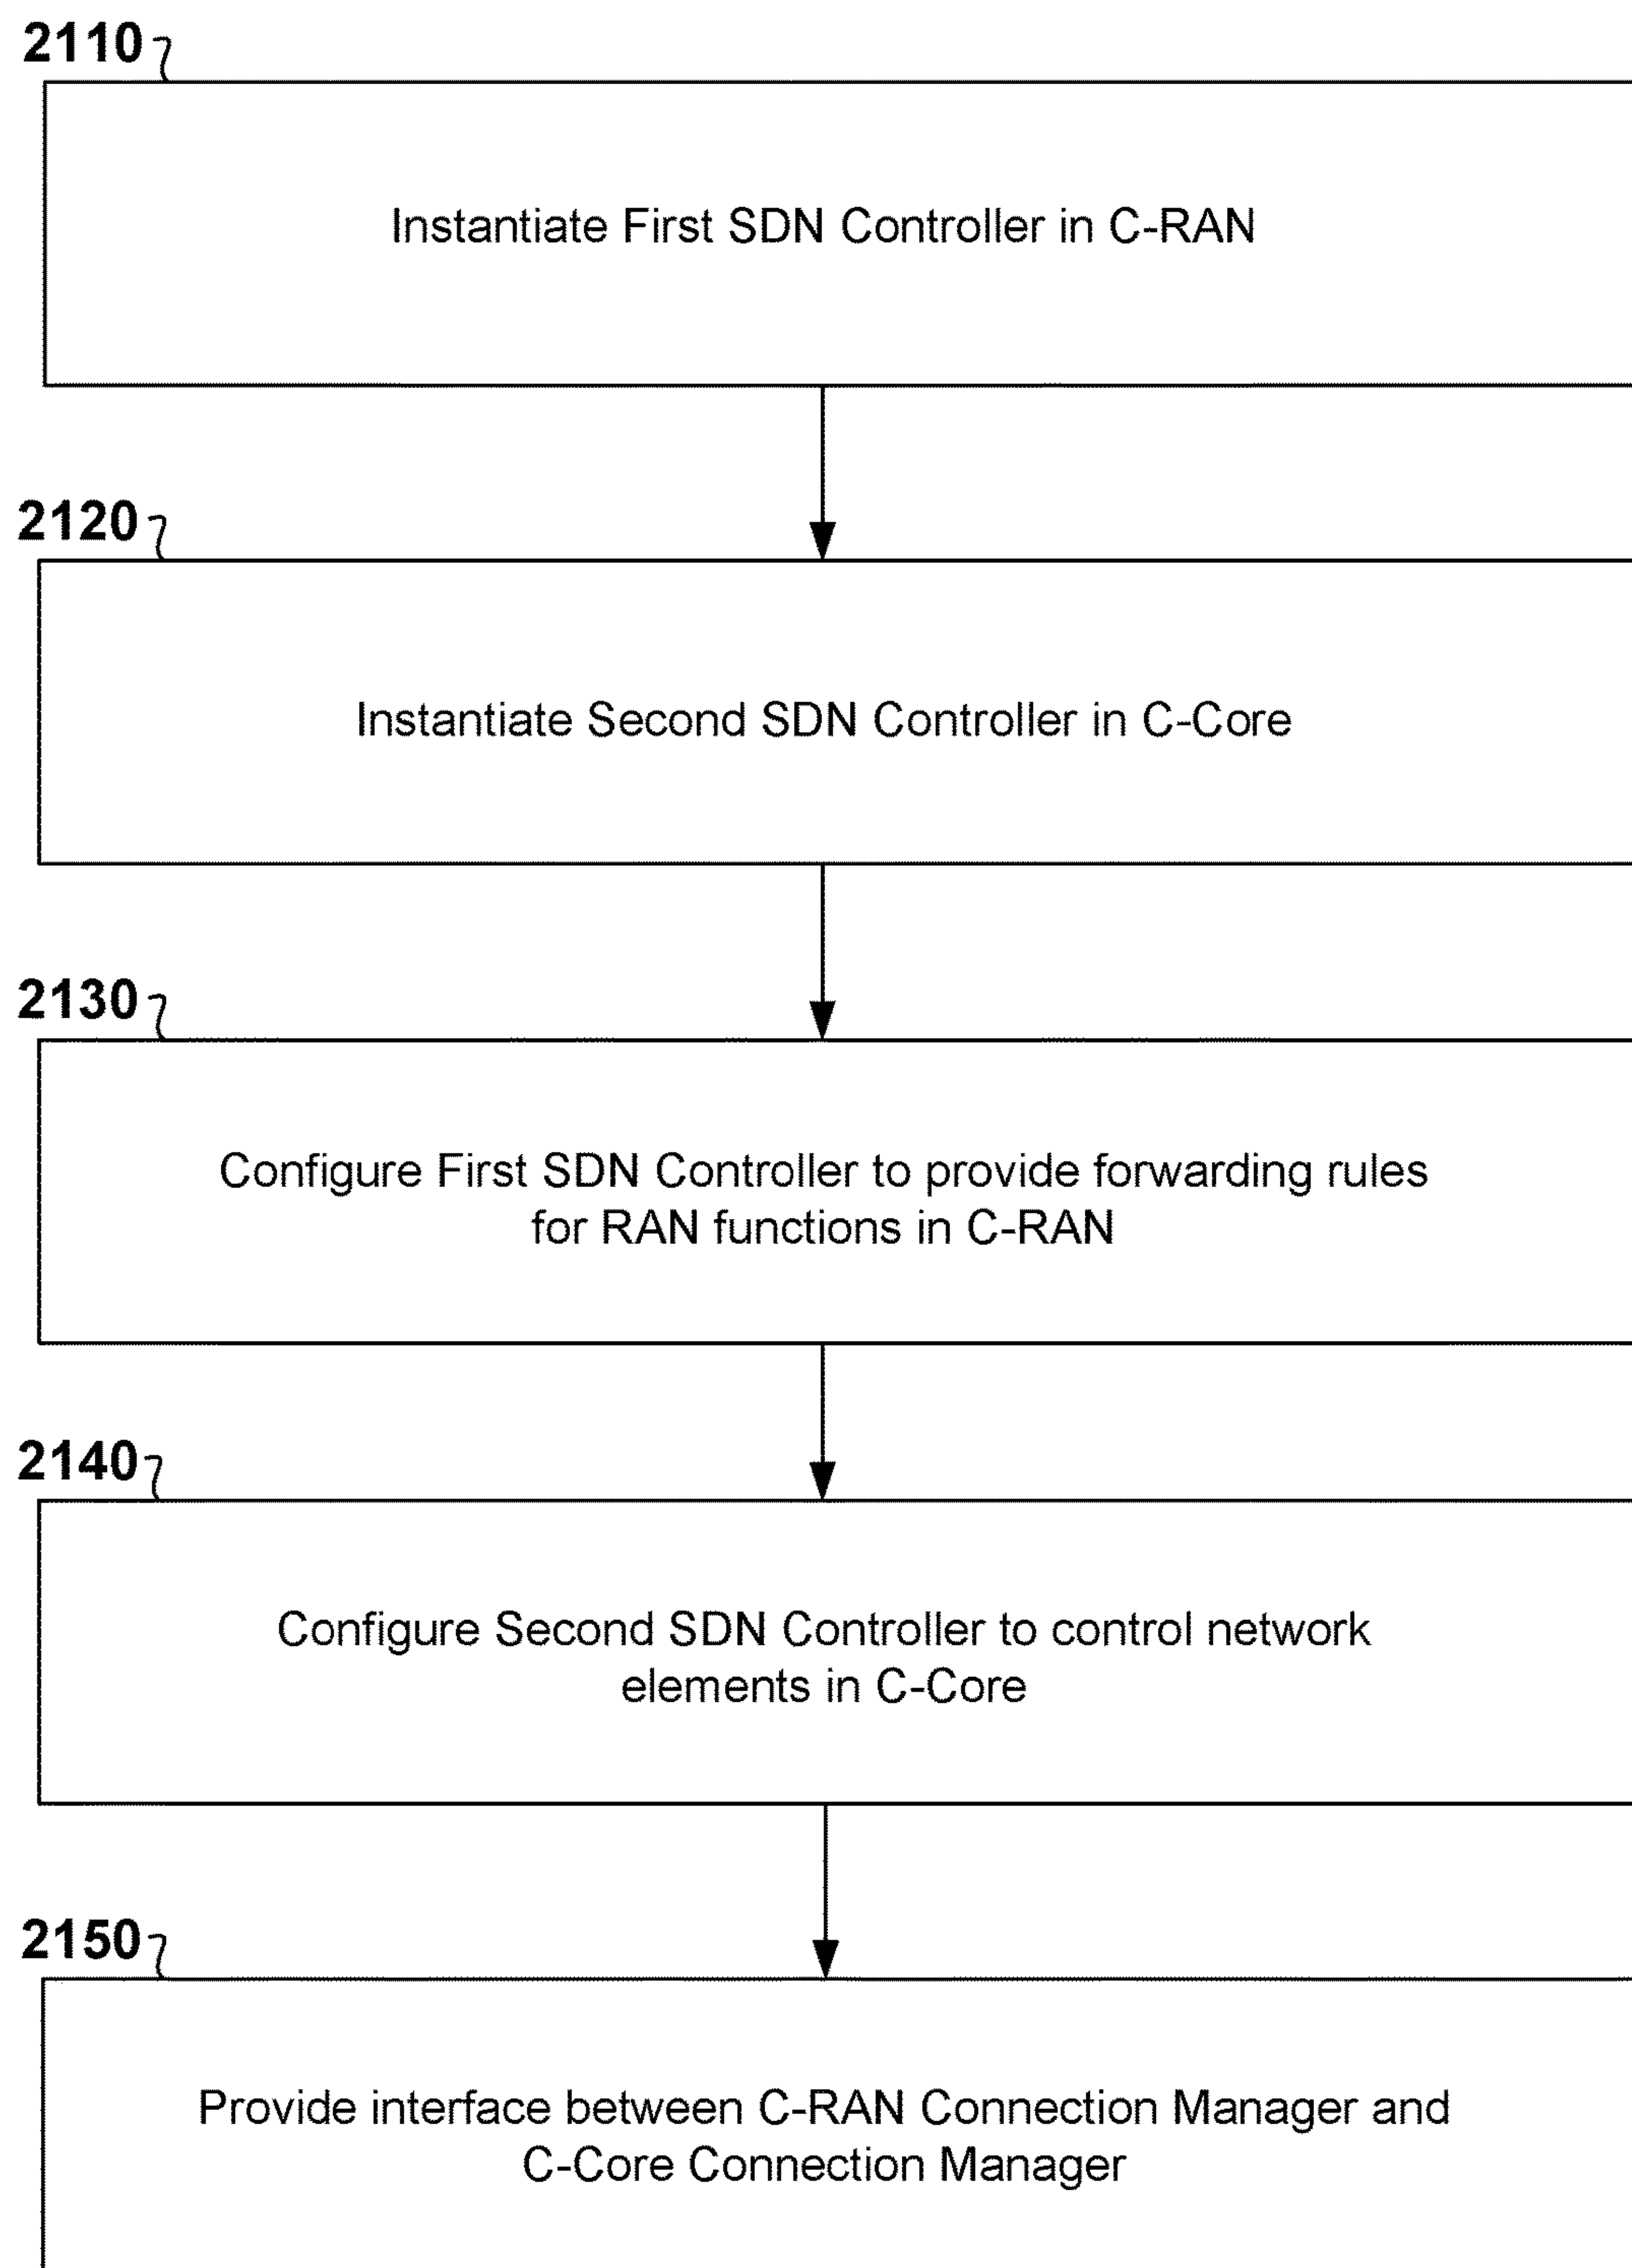 2110
Instantiate First SDN Controller in C-RAN
2120
Instantiate Second SDN Controller in C-Core
2130
Configure First SDN Controller to provide forwarding rules
for RAN functions in C-RAN
2140
Configure Second SDN Controller to control network
elements in C-Core
2150
Provide interface between C-RAN Connection Manager and
C-Core Connection Manager